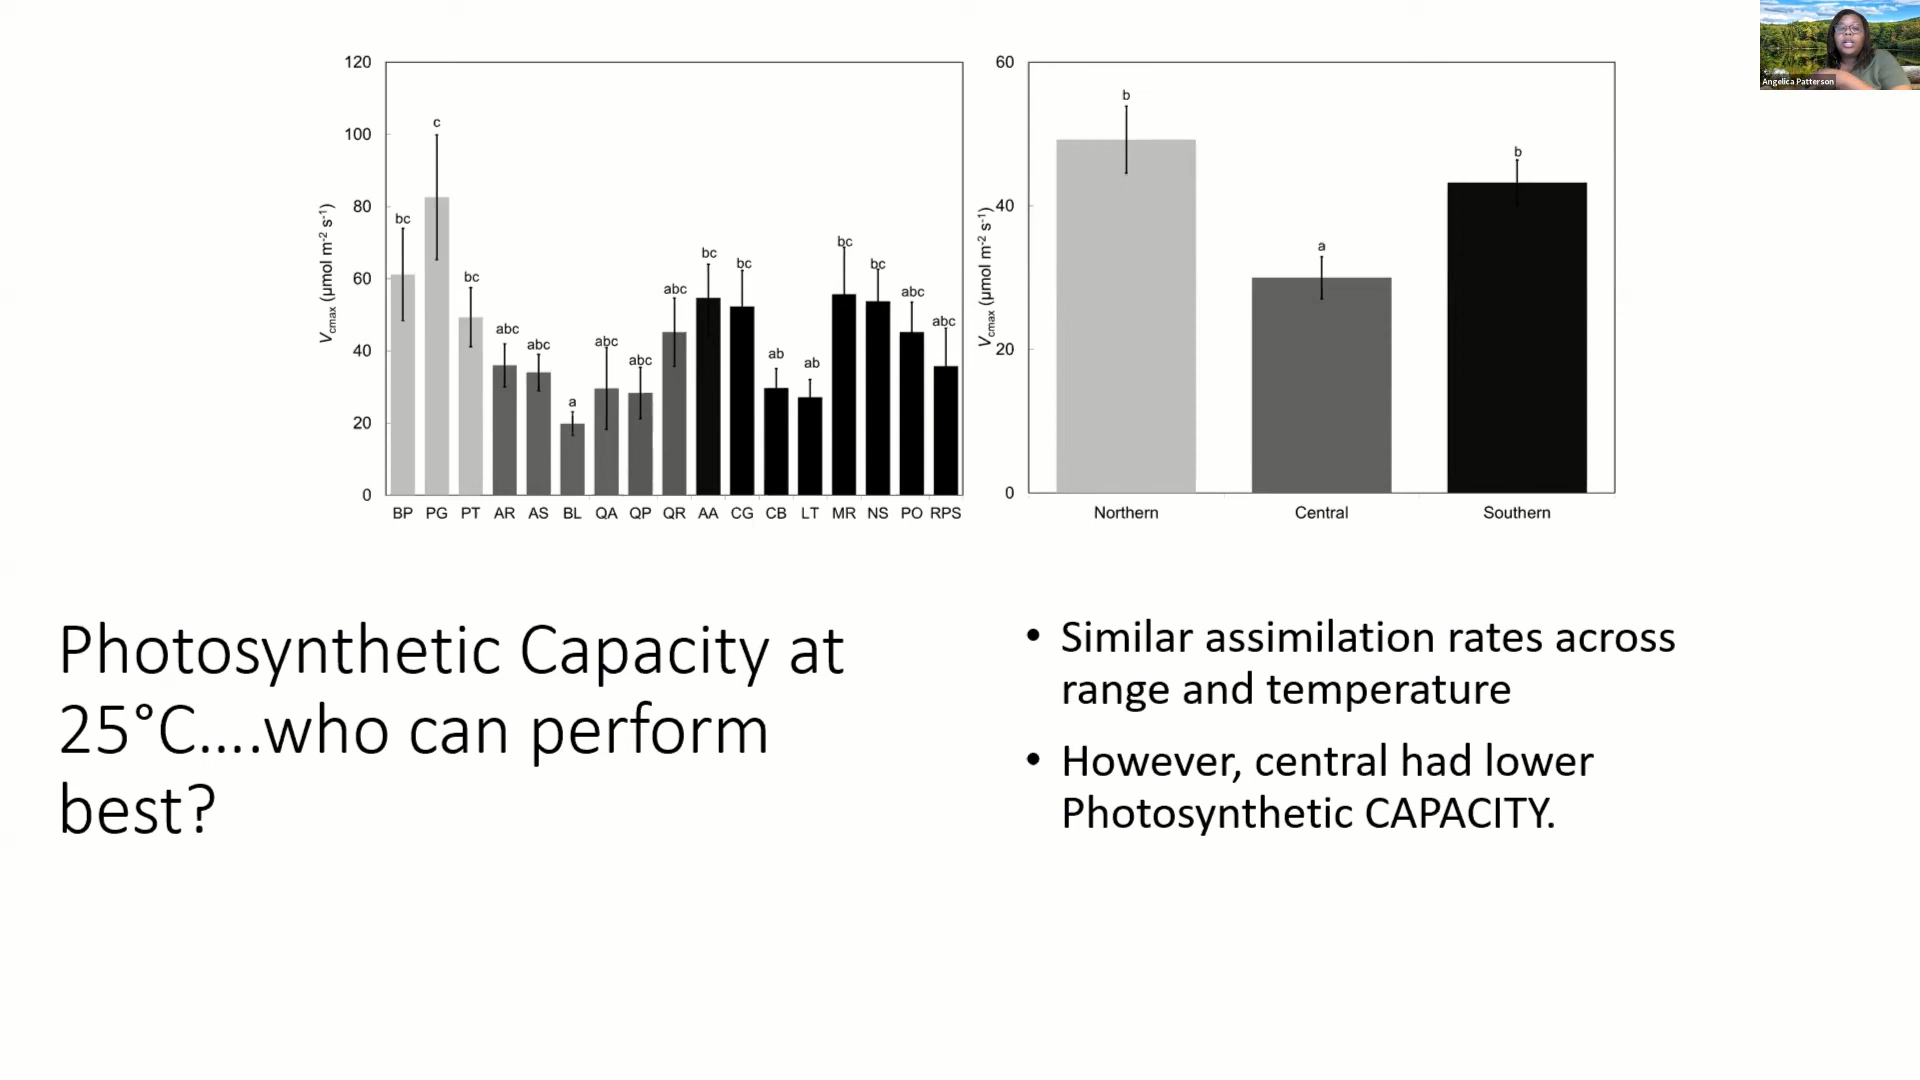 120
100
80
60
40
20
0
Vcmax (μmol m-2 s-1)
bc
c
bc
abc
abc
a
abc
abc
abc
bc
bc
ab
ab
bc
bc
abc
abc
BP PG PT AR AS BL QA QP QR AA CG CB LT MR NS PO RPS
60
40
20
0
Vcmax (μmol m-2 s-1)
b
a
b
Northern Central Southern
Angelica Patterson
Photosynthetic Capacity at
25°C....who can perform
best?
• Similar assimilation rates across
range and temperature
• However, central had lower
Photosynthetic CAPACITY.